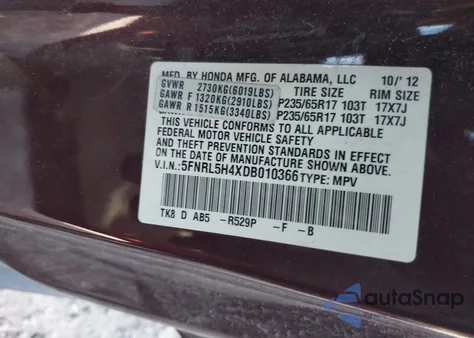 MFD. BY HONDA MFG. OF ALABAMA, LLC 10/'12
GVWR 2730KG(6019LBS) TIRE SIZE RIM SIZE
GAWR F 1320KG(2910LBS) P235/65R17 103T 17X7J
GAWR R 1515KG(3340LBS) P235/65R17 103T 17X7J
THIS VEHICLE CONFORMS TO ALL APPLICABLE
FEDERAL MOTOR VEHICLE SAFETY
AND THEFT PREVENTION STANDARDS IN EFFECT ON
THE DATE OF MANUFACTURE SHOWN ABOVE.
V.I.N.:5FNRL5H4XDB010366 TYPE: MPV
TK8 D AB5 -R529P -F -B
autaSnap